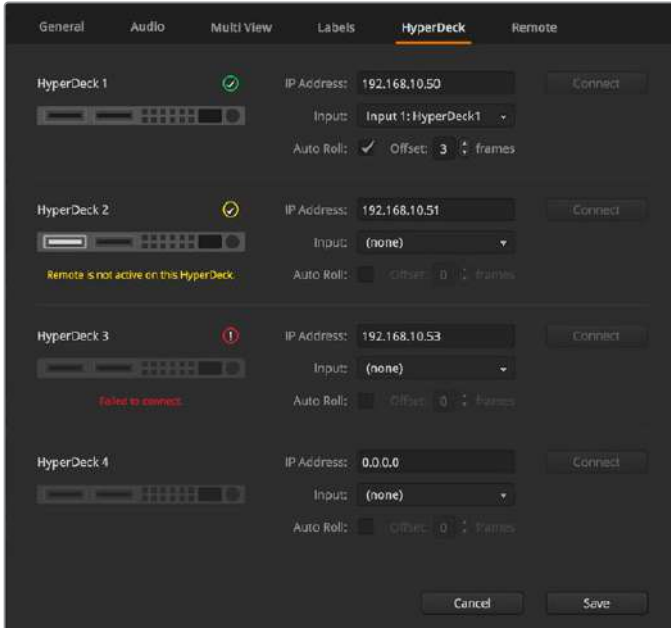 General Audio Multi View Labels HyperDeck Remote
HyperDeck 1 IP Address: 192.168.10.50 Connect
Input: Input 1: HyperDeck1
Auto Roll: Offset: 3 frames
HyperDeck 2 IP Address: 192.168.10.51 Connect
Input: (none)
Remote is not active on this HyperDeck.
Auto Roll: Offset: 0 frames
HyperDeck 3 IP Address: 192.168.10.53 Connect
Input: (none)
Failed to connect.
Auto Roll: Offset: 0 frames
HyperDeck 4 IP Address: 0.0.0.0 Connect
Input: (none)
Auto Roll: Offset: 0 frames
Cancel Save